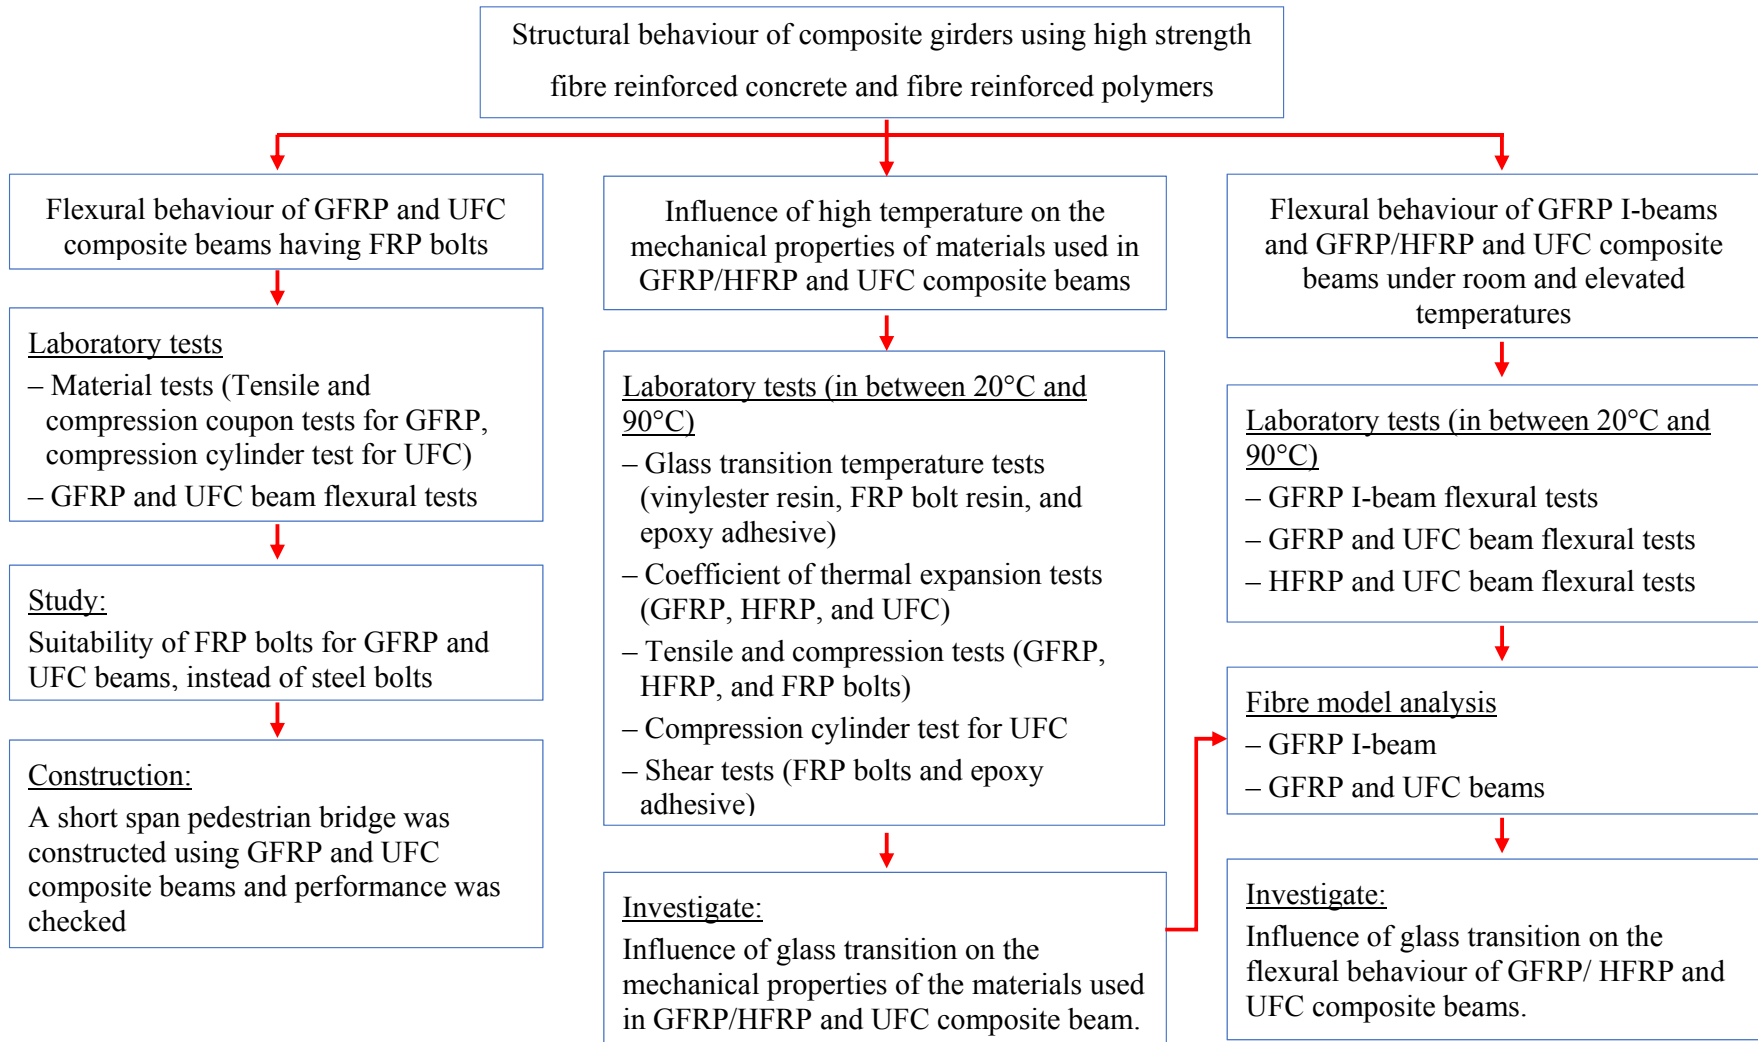 Structural behaviour of composite girders using high strength
fibre reinforced concrete and fibre reinforced polymers
Flexural behaviour of GFRP and UFC
composite beams having FRP bolts
Laboratory tests
– Material tests (Tensile and
compression coupon tests for GFRP,
compression cylinder test for UFC)
– GFRP and UFC beam flexural tests
Study:
Suitability of FRP bolts for GFRP and
UFC beams, instead of steel bolts
Construction:
A short span pedestrian bridge was
constructed using GFRP and UFC
composite beams and performance was
checked
Influence of high temperature on the
mechanical properties of materials used in
GFRP/HFRP and UFC composite beams
Laboratory tests (in between 20°C and
90°C)
– Glass transition temperature tests
(vinylester resin, FRP bolt resin, and
epoxy adhesive)
– Coefficient of thermal expansion tests
(GFRP, HFRP, and UFC)
– Tensile and compression tests (GFRP,
HFRP, and FRP bolts)
– Compression cylinder test for UFC
– Shear tests (FRP bolts and epoxy
adhesive)
Investigate:
Influence of glass transition on the
mechanical properties of the materials used
in GFRP/HFRP and UFC composite beam.
Flexural behaviour of GFRP I-beams
and GFRP/HFRP and UFC composite
beams under room and elevated
temperatures
Laboratory tests (in between 20°C and
90°C)
– GFRP I-beam flexural tests
– GFRP and UFC beam flexural tests
– HFRP and UFC beam flexural tests
Fibre model analysis
– GFRP I-beam
– GFRP and UFC beams
Investigate:
Influence of glass transition on the
flexural behaviour of GFRP/ HFRP and
UFC composite beams.